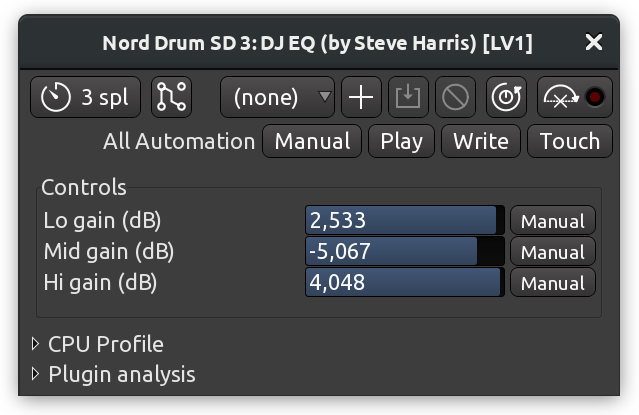 Nord Drum SD 3: DJ EQ (by Steve Harris) [LV1]
3 spl (none)
All Automation Manual Play Write Touch
Controls
Lo gain (dB) 2,533 Manual
Mid gain (dB) -5,067 Manual
Hi gain (dB) 4,048 Manual
CPU Profile
Plugin analysis